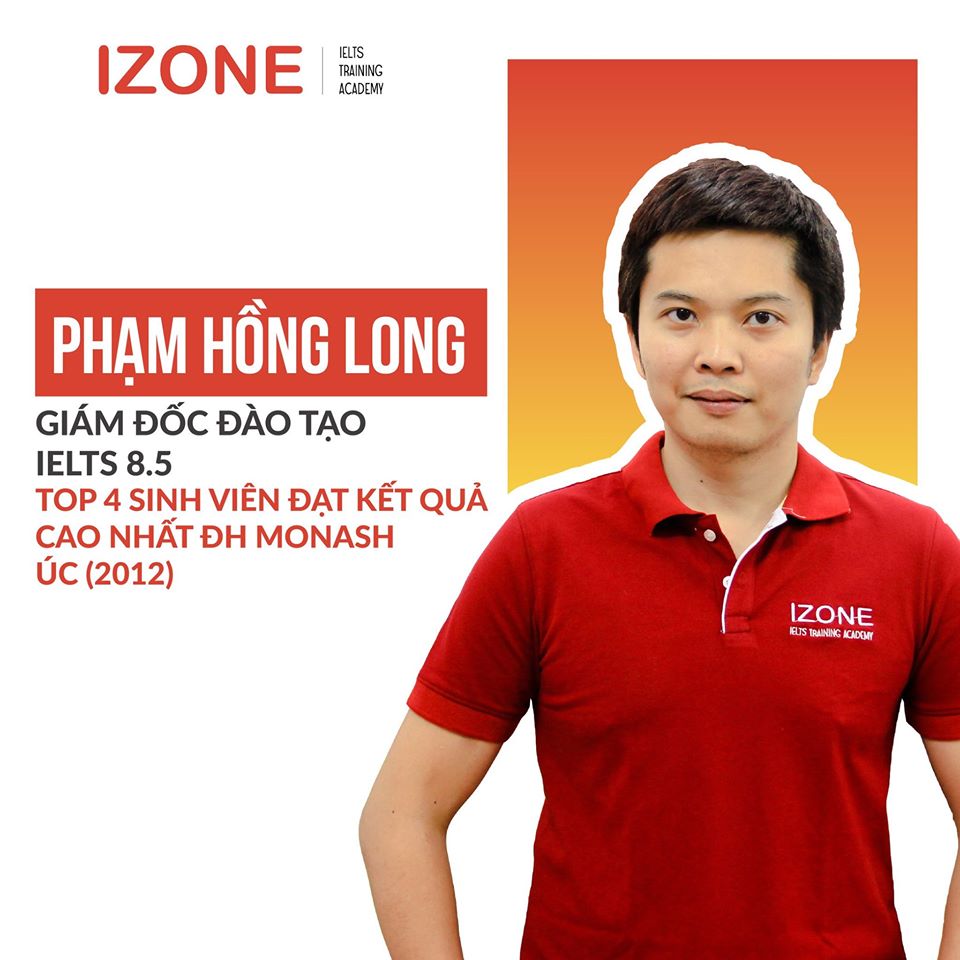 IZONE
IELTS
TRAINING
ACADEMY
PHẠM HỒNG LONG
GIÁM ĐỐC ĐÀO TẠO
IELTS 8.5
TOP 4 SINH VIÊN ĐẠT KẾT QUẢ
CAO NHẤT ĐH MONASH
ÚC (2012)
IZONE
IELTS TRAINING ACADEMY